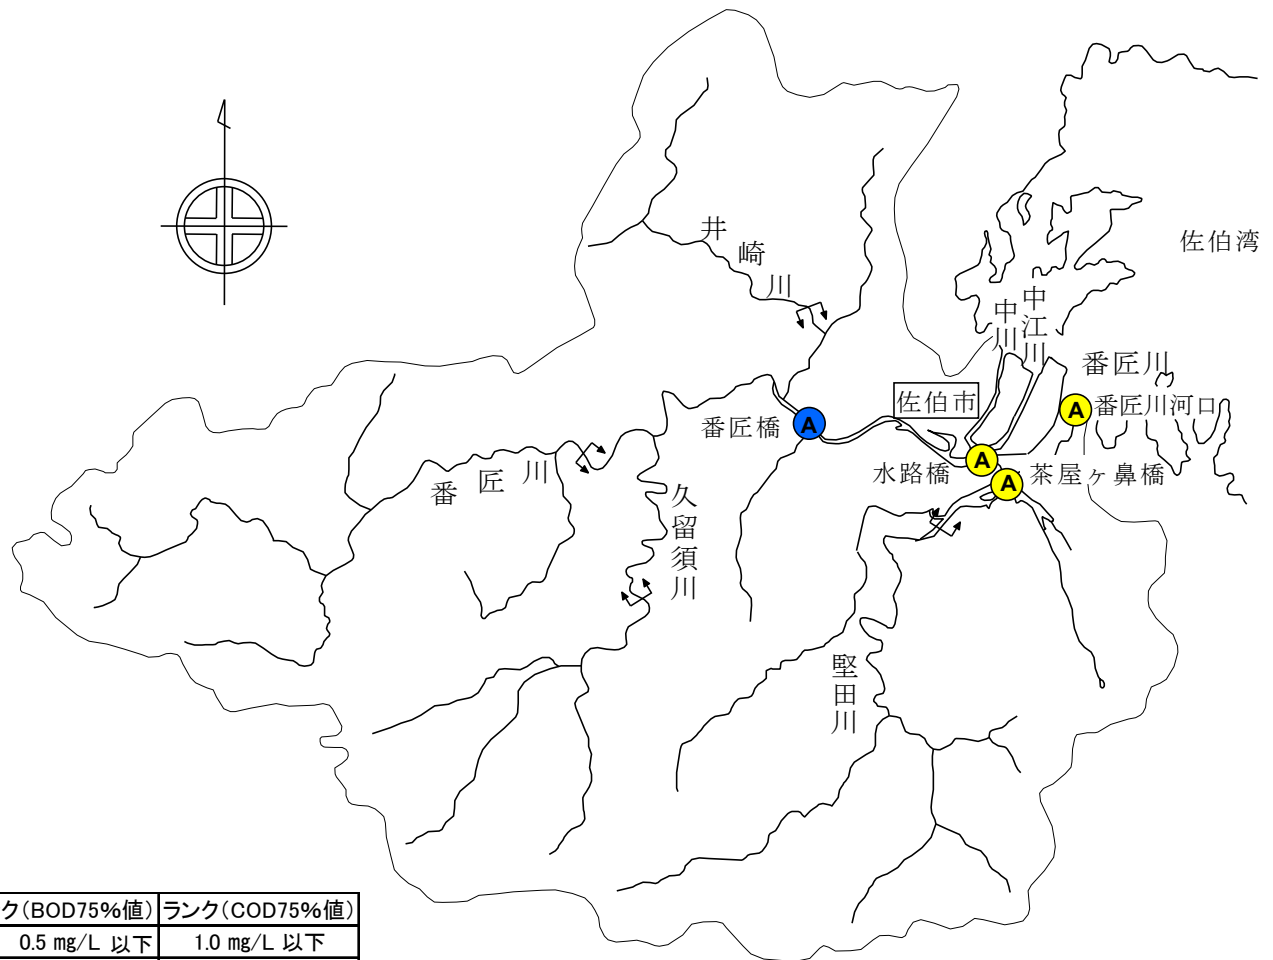 井崎川
佐伯湾
中川
中江川
番匠川
佐伯市
A
番匠川河口
番匠橋
A
水路橋
A
A
茶屋ヶ鼻橋
番匠川
久留須川
堅田川
ク(BOD75%値) ランク(COD75%値)
0.5 mg/L 以下 1.0 mg/L 以下